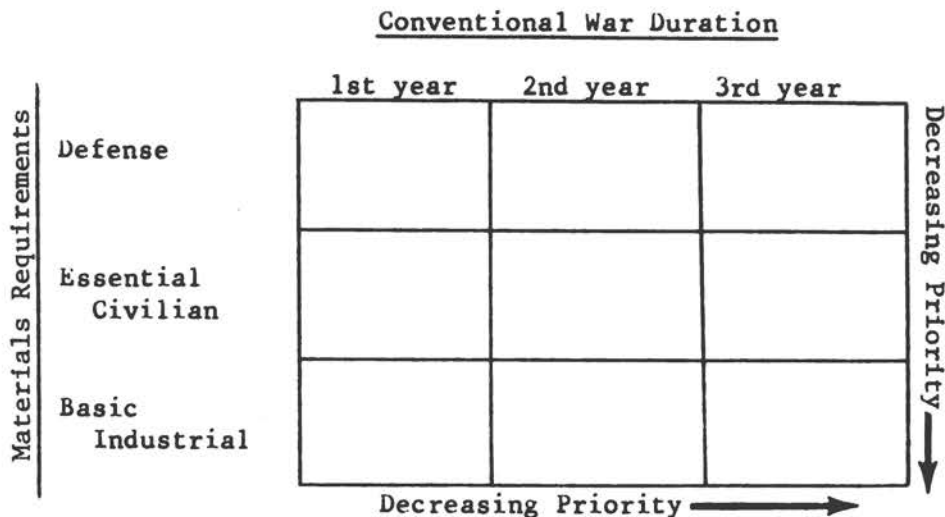 Conventional War Duration
1st year 2nd year 3rd year
Materials Requirements
Defense
Essential
Civilian
Basic
Industrial
Decreasing Priority
Decreasing Priority